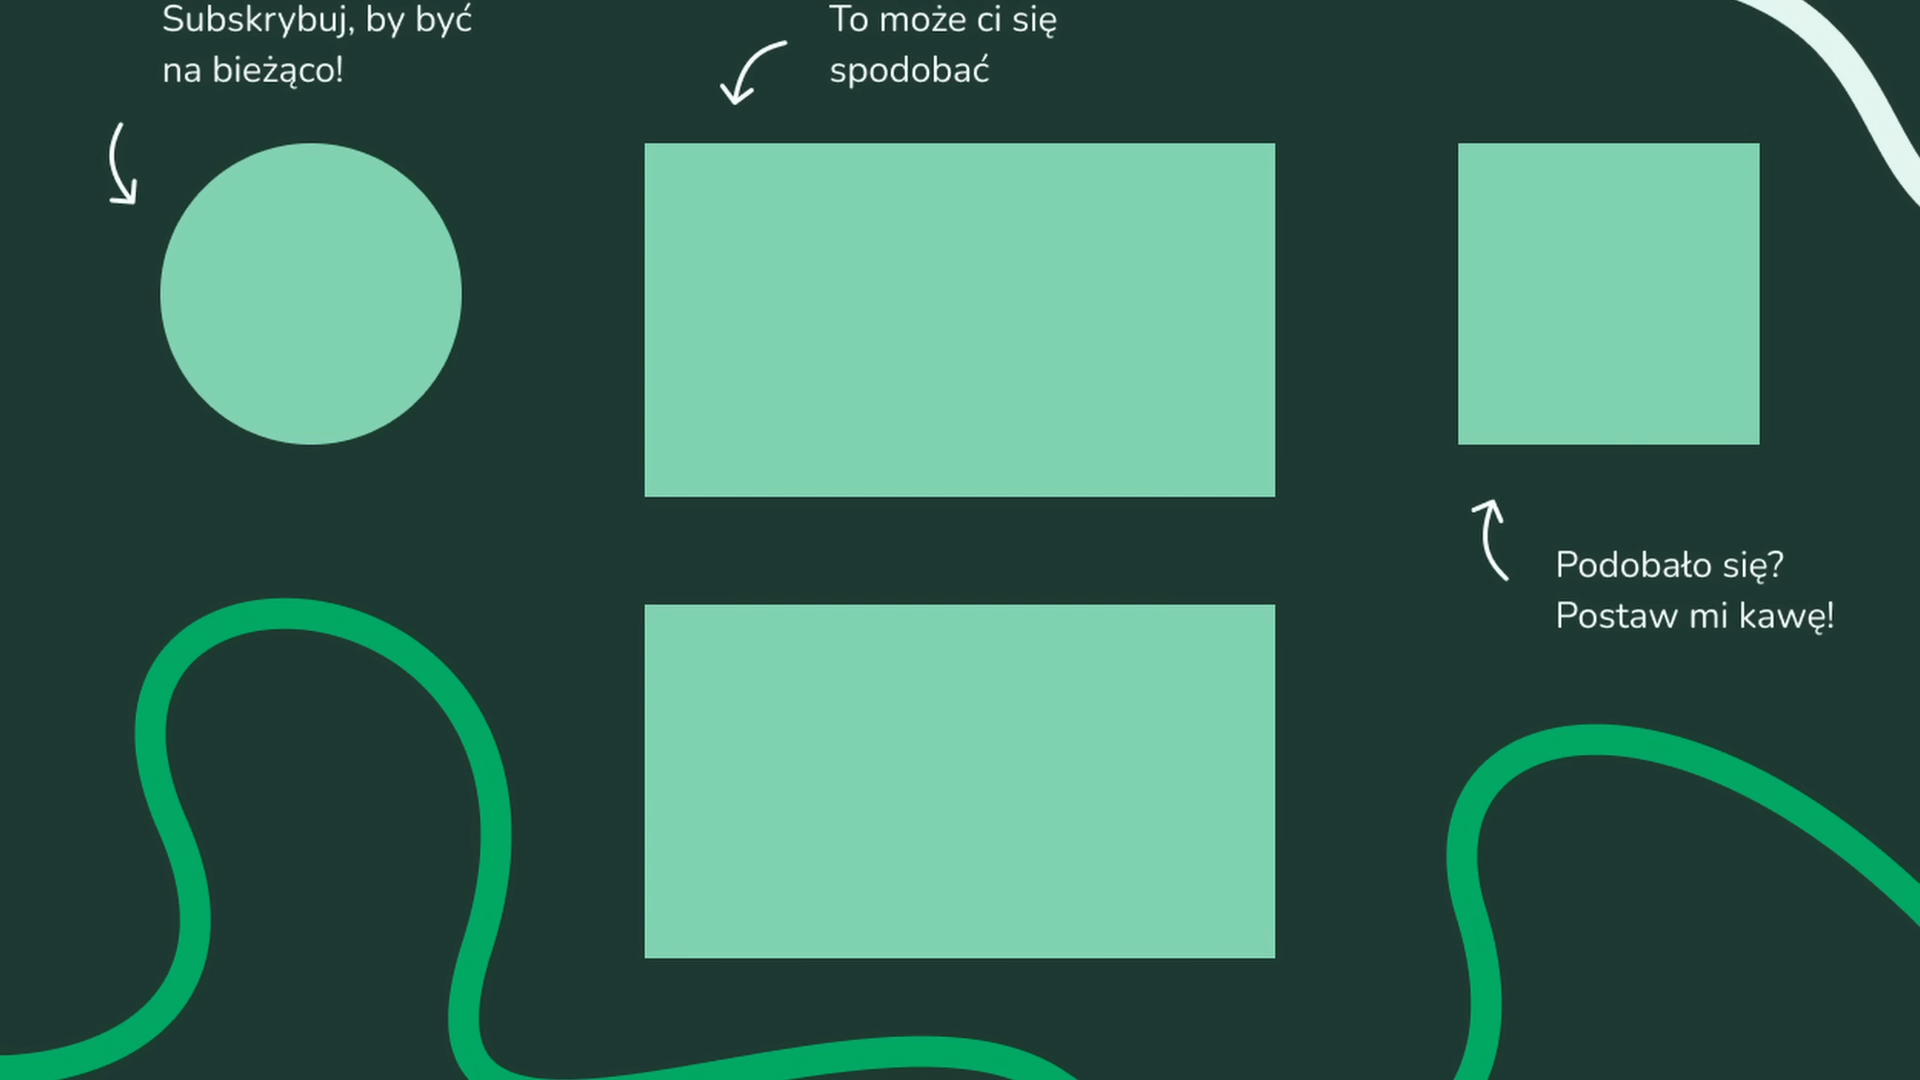 Subskrybuj, by być
na bieżąco!
To może ci się
spodobać
Podobało się?
Postaw mi kawę!